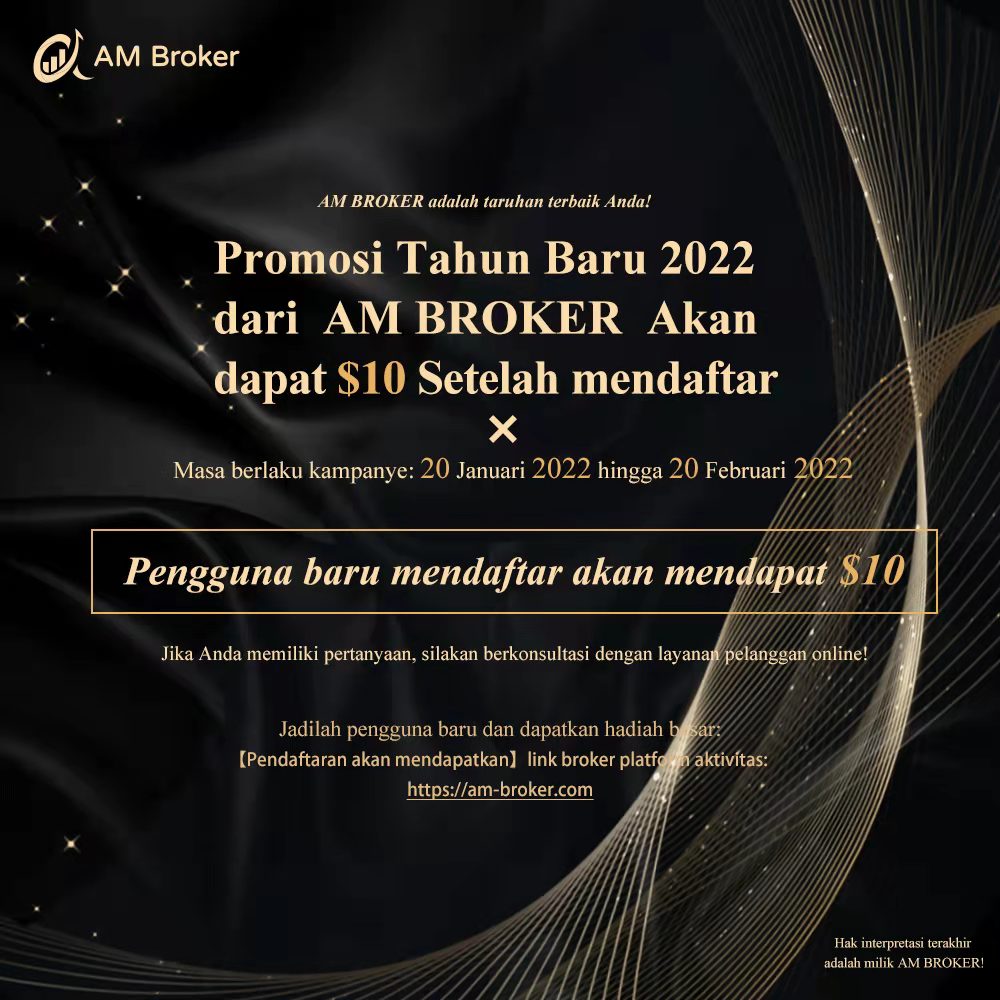 AM Broker
AM BROKER adalah taruhan terbaik Anda!
Promosi Tahun Baru 2022
dari AM BROKER Akan
dapat $10 Setelah mendaftar
×
Masa berlaku kampanye: 20 Januari 2022 hingga 20 Februari 2022
Pengguna baru mendaftar akan mendapat $10
Jika Anda memiliki pertanyaan, silakan berkonsultasi dengan layanan pelanggan online!
Jadilah pengguna baru dan dapatkan hadiah besar:
【Pendaftaran akan mendapatkan】link broker platform aktivitas:
https://am-broker.com
Hak interpretasi terakhir
adalah milik AM BROKER!